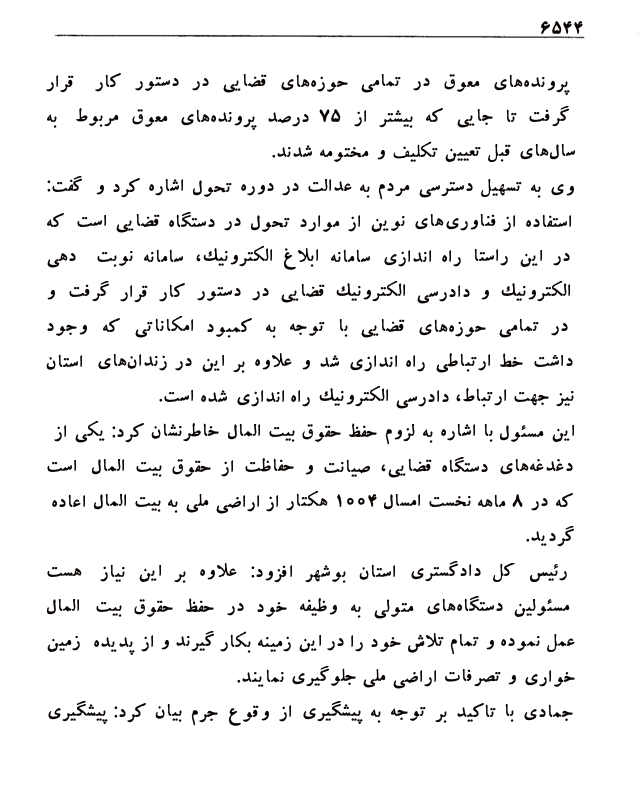 ۶۵۴۴
پرونده‌های معوق در تمامی حوزه‌های قضایی در دستور کار قرار
گرفت تا جایی که بیشتر از ۷۵ درصد پرونده‌های معوق مربوط به
سال‌های قبل تعیین تکلیف و مختومه شدند.
وی به تسهیل دسترسی مردم به عدالت در دوره تحول اشاره کرد و گفت:
استفاده از فناوری‌های نوین از موارد تحول در دستگاه قضایی است که
در این راستا راه اندازی سامانه ابلاغ الکترونیك، سامانه نوبت دهی
الکترونیك و دادرسی الکترونیك قضایی در دستور کار قرار گرفت و
در تمامی حوزه‌های قضایی با توجه به کمبود امکاناتی که وجود
داشت خط ارتباطی راه اندازی شد و علاوه بر این در زندان‌های استان
نیز جهت ارتباط، دادرسی الکترونیك راه اندازی شده است.
این مسئول با اشاره به لزوم حفظ حقوق بیت المال خاطرنشان کرد: یکی از
دغدغه‌های دستگاه قضایی، صیانت و حفاظت از حقوق بیت المال است
که در ۸ ماهه نخست امسال ۱۰۰۴ هکتار از اراضی ملی به بیت المال اعاده
گردید.
رئیس کل دادگستری استان بوشهر افزود: علاوه بر این نیاز هست
مسئولین دستگاه‌های متولی به وظیفه خود در حفظ حقوق بیت المال
عمل نموده و تمام تلاش خود را در این زمینه بکار گیرند و از پدیده زمین
خواری و تصرفات اراضی ملی جلوگیری نمایند.
جمادی با تاکید بر توجه به پیشگیری از وقوع جرم بیان کرد: پیشگیری